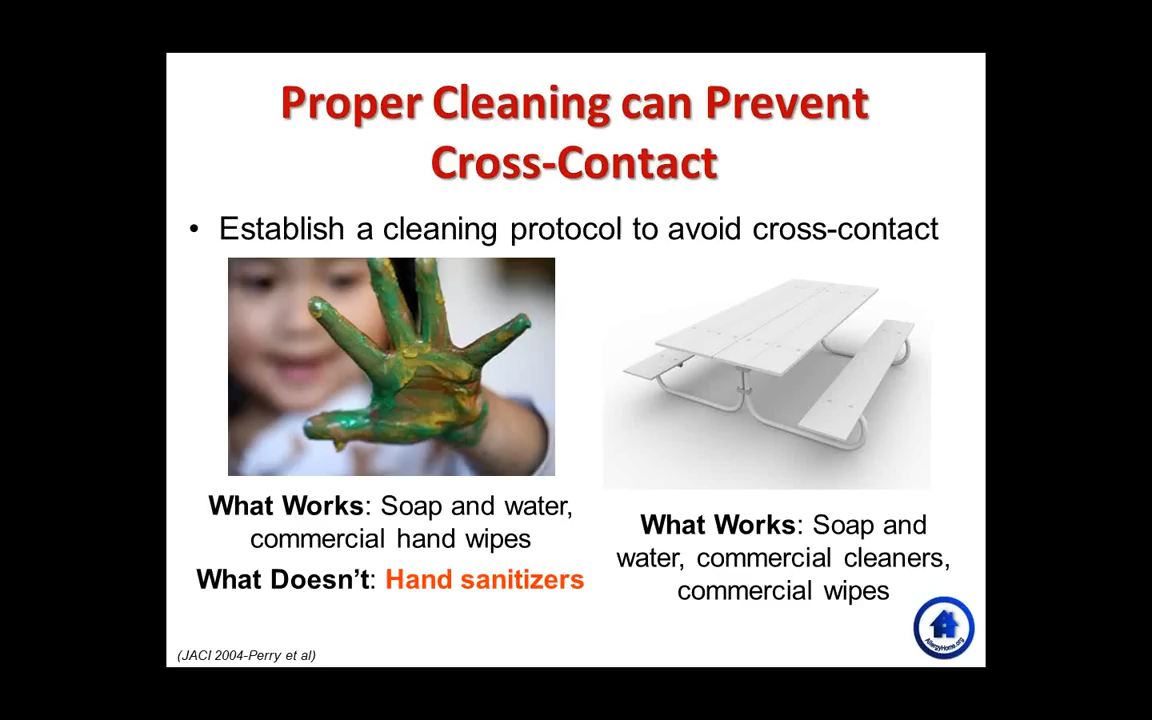 Proper Cleaning can Prevent
Cross-Contact
• Establish a cleaning protocol to avoid cross-contact
What Works: Soap and water,
commercial hand wipes
What Doesn’t: Hand sanitizers
What Works: Soap and
water, commercial cleaners,
commercial wipes
AllergyHome.org
(JACI 2004-Perry et al)